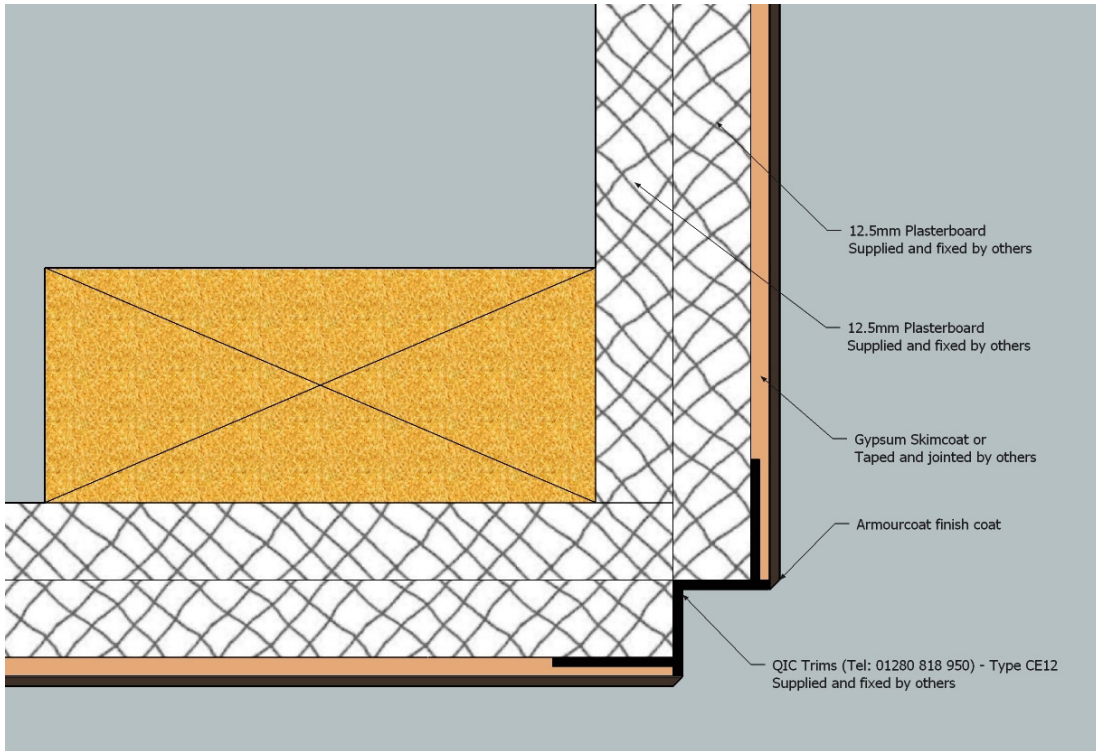 12.5mm Plasterboard
Supplied and fixed by others
12.5mm Plasterboard
Supplied and fixed by others
Gypsum Skimcoat or
Taped and jointed by others
Armourcoat finish coat
QIC Trims (Tel: 01280 818 950) - Type CE12
Supplied and fixed by others